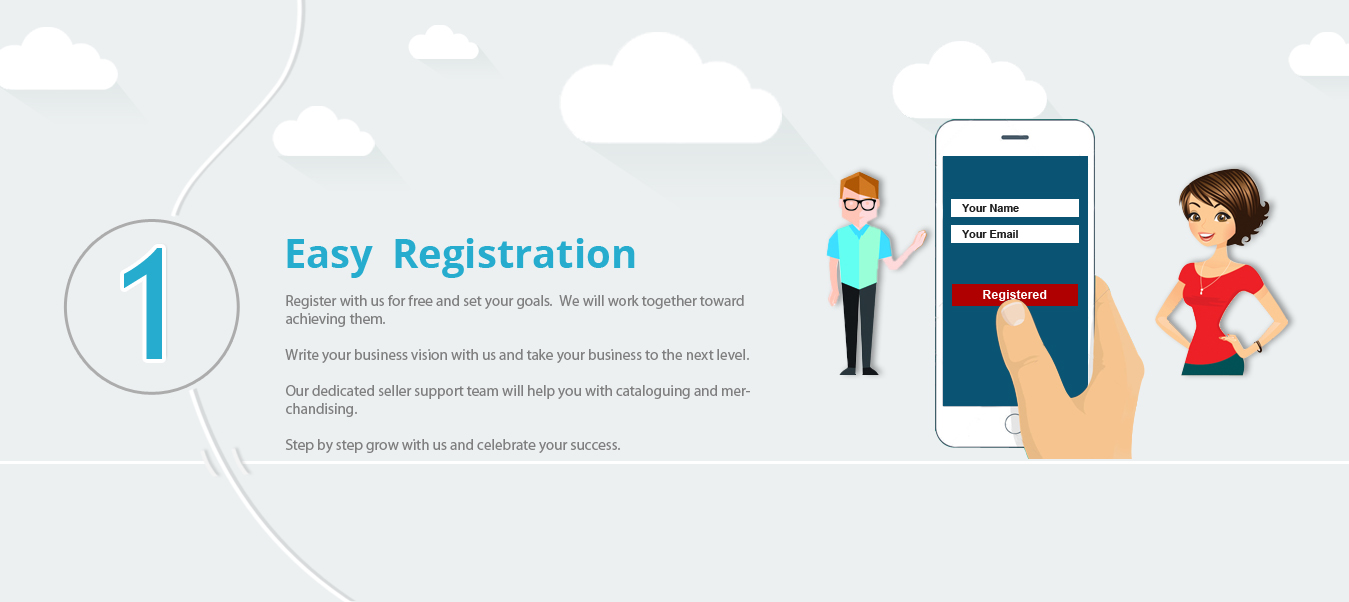 1
Easy Registration
Register with us for free and set your goals. We will work together toward
achieving them.
Write your business vision with us and take your business to the next level.
Our dedicated seller support team will help you with cataloguing and mer-
chandising.
Step by step grow with us and celebrate your success.
Your Name
Your Email
Registered